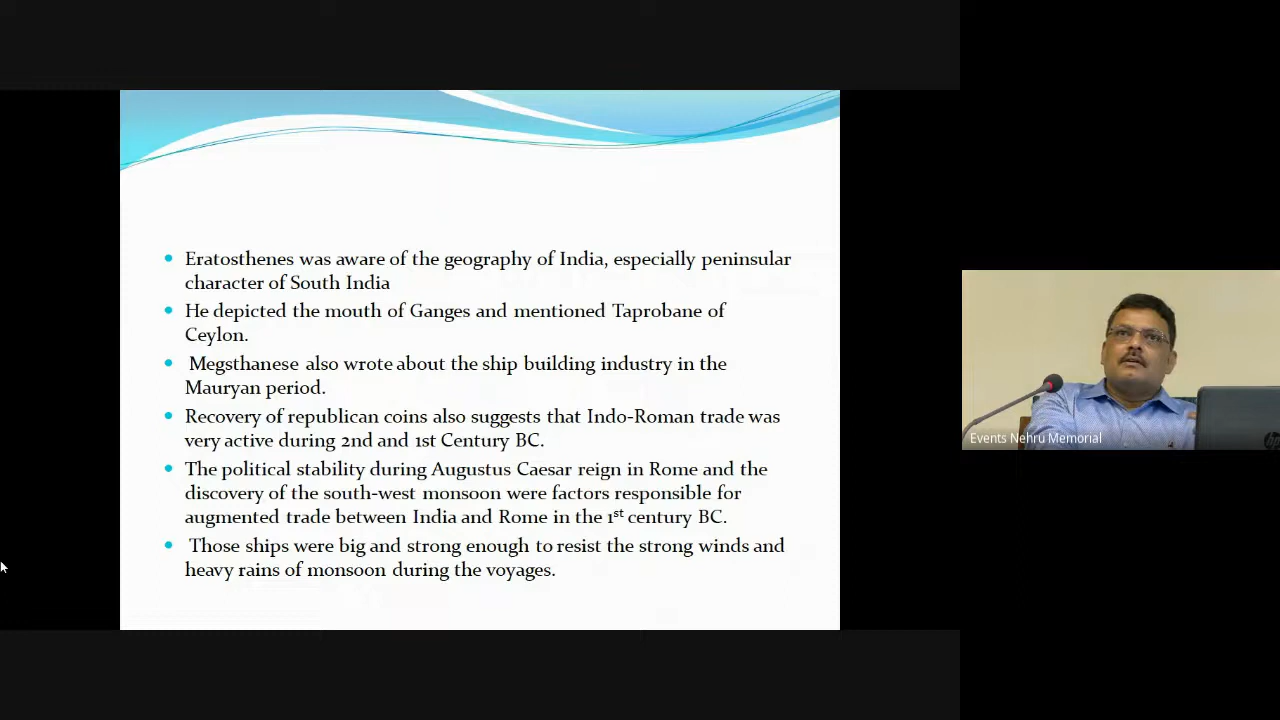 Eratosthenes was aware of the geography of India, especially peninsular
character of South India
He depicted the mouth of Ganges and mentioned Taprobane of
Ceylon.
Megsthanese also wrote about the ship building industry in the
Mauryan period.
Recovery of republican coins also suggests that Indo-Roman trade was
very active during 2nd and 1st Century BC.
The political stability during Augustus Caesar reign in Rome and the
discovery of the south-west monsoon were factors responsible for
augmented trade between India and Rome in the 1st century BC.
Those ships were big and strong enough to resist the strong winds and
heavy rains of monsoon during the voyages.
Events Nehru Memorial
hp